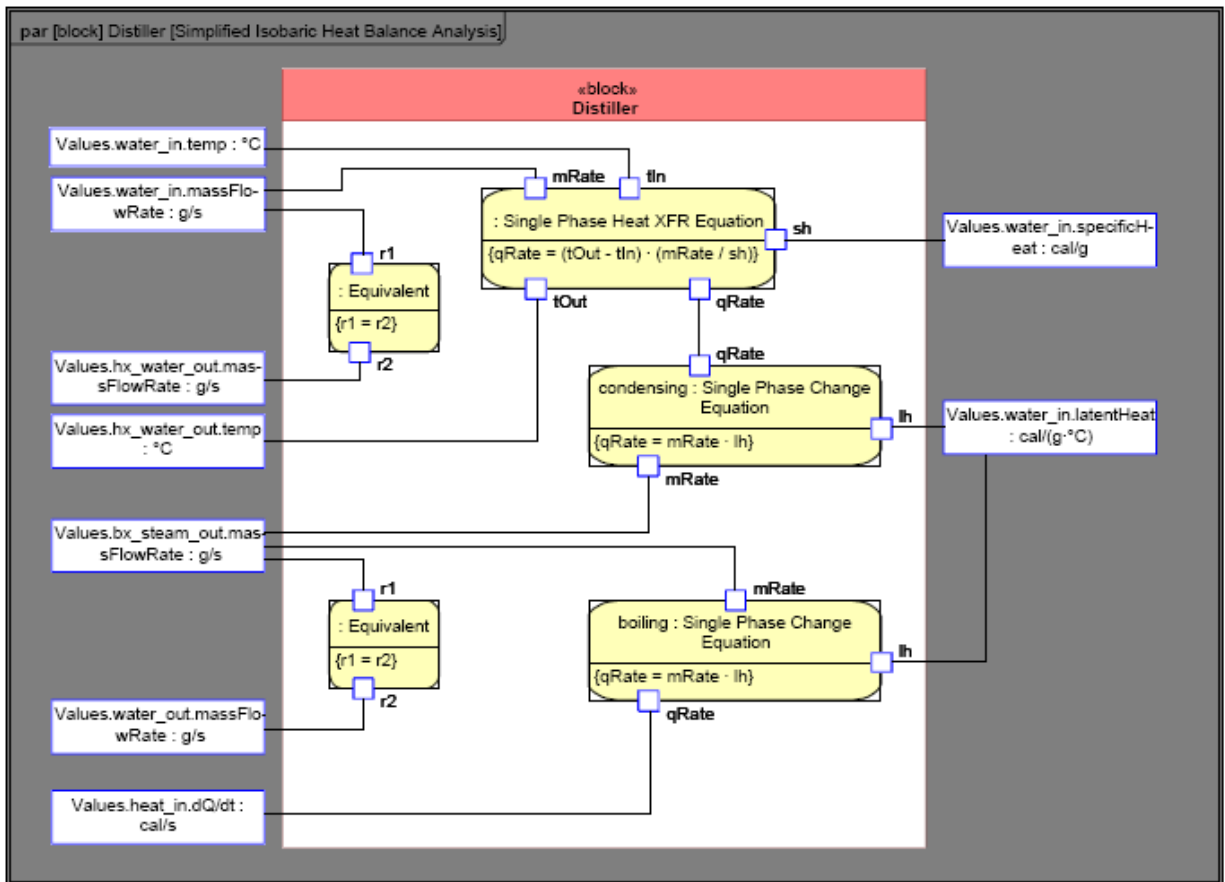 par [block] Distiller [Simplified Isobaric Heat Balance Analysis]
«block»
Distiller
Values.water_in.temp : °C
Values.water_in.massFlo-
wRate : g/s
mRate
tIn
: Single Phase Heat XFR Equation
{qRate = (tOut - tIn) · (mRate / sh)}
sh
Values.water_in.specificH-
eat : cal/g
r1
: Equivalent
{r1 = r2}
r2
tOut
qRate
Values.hx_water_out.mas-
sFlowRate : g/s
qRate
condensing : Single Phase Change
Equation
{qRate = mRate · lh}
lh
Values.water_in.latentHeat
: cal/(g·°C)
Values.hx_water_out.temp
: °C
mRate
Values.bx_steam_out.mas-
sFlowRate : g/s
r1
: Equivalent
{r1 = r2}
r2
mRate
boiling : Single Phase Change
Equation
{qRate = mRate · lh}
lh
qRate
Values.water_out.massFlo-
wRate : g/s
Values.heat_in.dQ/dt :
cal/s